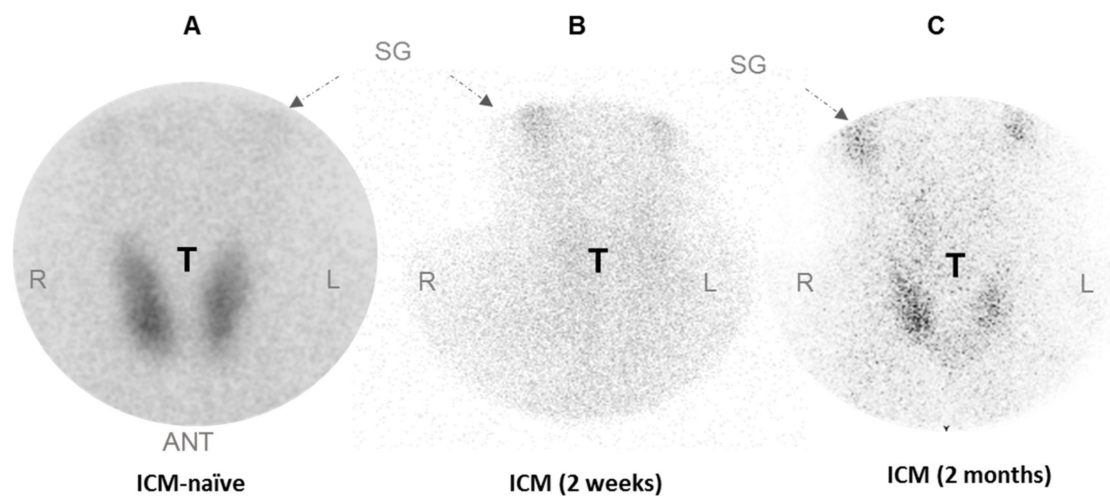 A
B
C
SG
SG
T
T
T
R
L
R
L
R
L
ANT
ICM-naïve
ICM (2 weeks)
ICM (2 months)